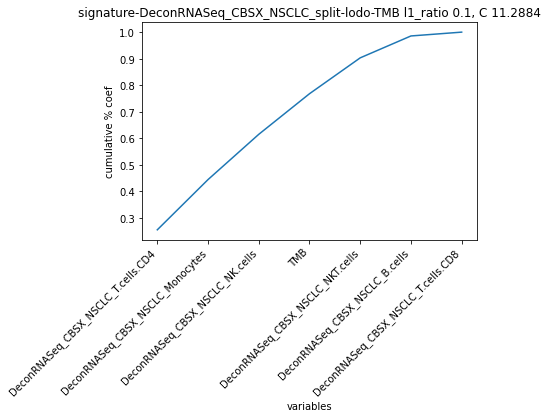 signature-DeconRNASeq_CBSX_NSCLC_split-lodo-TMB l1_ratio 0.1, C 11.2884
1.0
0.9
0.8
0.7
0.6
0.5
0.4
0.3
cumulative % coef
DeconRNASeq_CBSX_NSCLC_T.cells.CD4
DeconRNASeq_CBSX_NSCLC_Monocytes
DeconRNASeq_CBSX_NSCLC_NK.cells
TMB
DeconRNASeq_CBSX_NSCLC_NKT.cells
DeconRNASeq_CBSX_NSCLC_B.cells
DeconRNASeq_CBSX_NSCLC_T.cells.CD8
variables